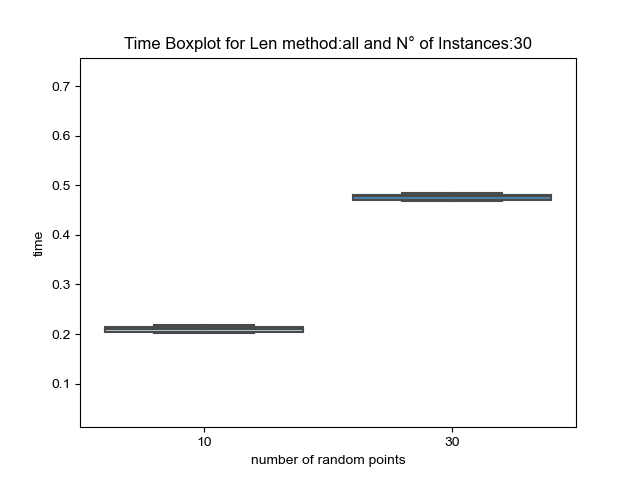 Time Boxplot for Len method:all and N° of Instances:30
0.7
0.6
0.5
0.4
0.3
0.2
0.1
time
10 30
number of random points